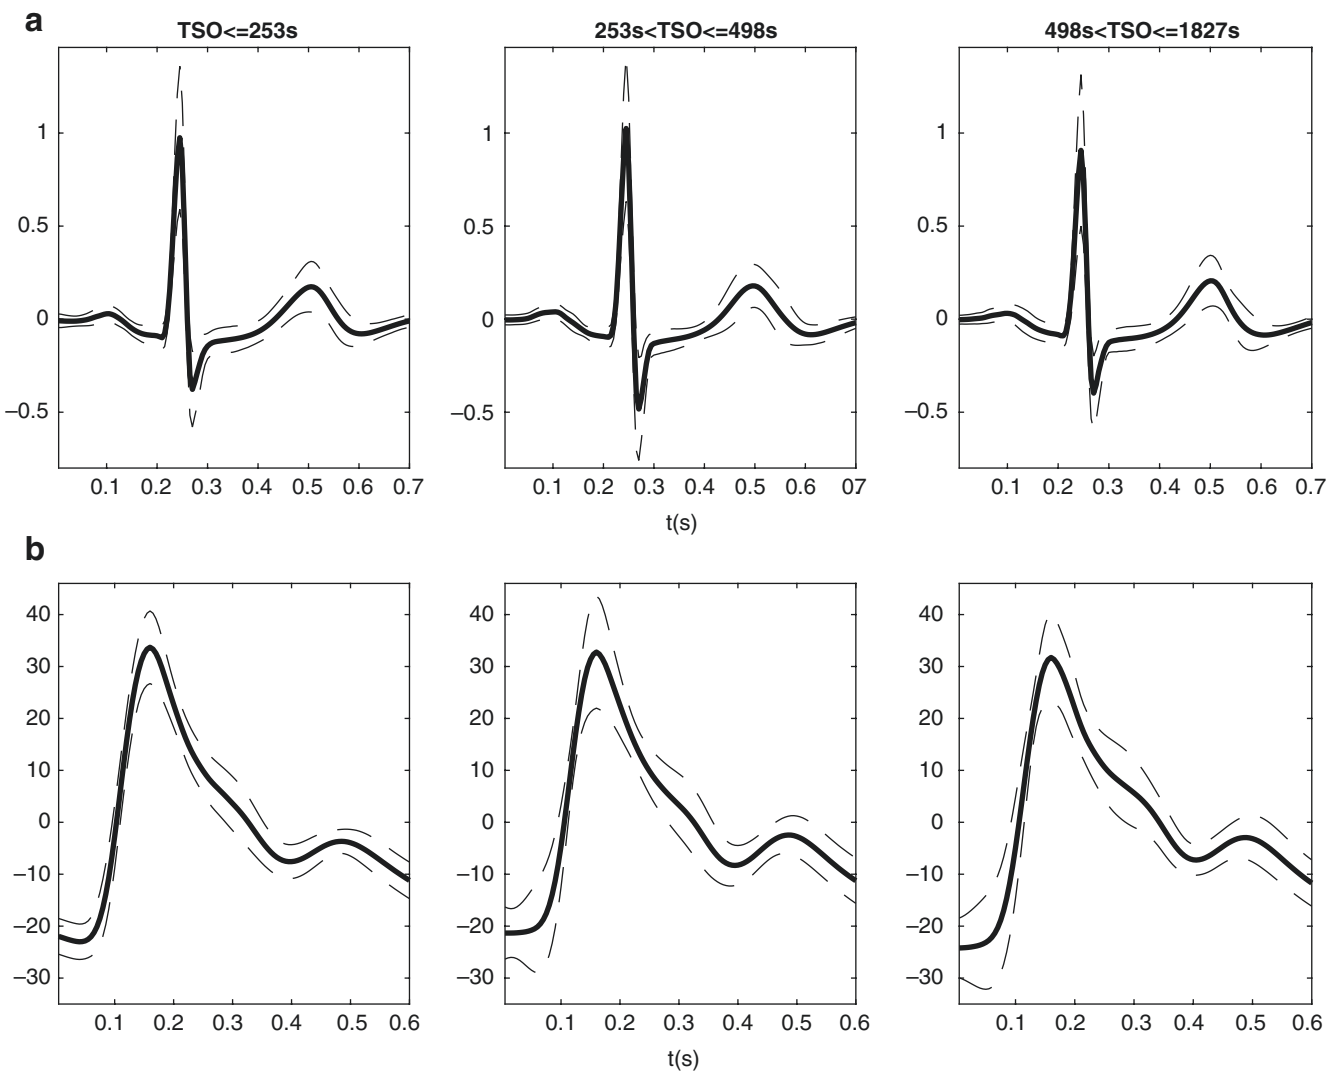 a
TSO<=253s 253s<TSO<=498s 498s<TSO<=1827s
1 1 1
0.5 0.5 0.5
0 0 0
–0.5 –0.5 –0.5
0.1 0.2 0.3 0.4 0.5 0.6 0.7 0.1 0.2 0.3 0.4 0.5 0.6 07 0.1 0.2 0.3 0.4 0.5 0.6 0.7
t(s)
b
40 40 40
30 30 30
20 20 20
10 10 10
0 0 0
–10 –10 –10
–20 –20 –20
–30 –30 –30
0.1 0.2 0.3 0.4 0.5 0.6 0.1 0.2 0.3 0.4 0.5 0.6 0.1 0.2 0.3 0.4 0.5 0.6
t(s)